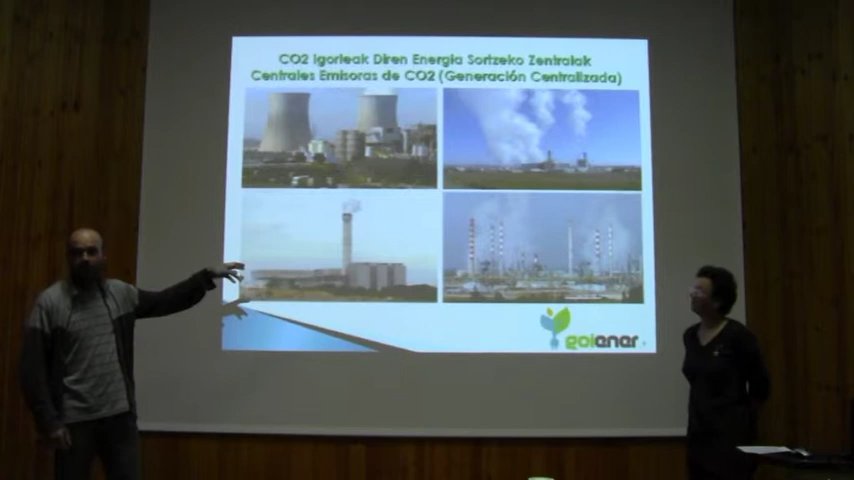 CO2 Igorleak Diren Energia Sortzeko Zentralak
Centrales Emisoras de CO2 (Generación Centralizada)
goiener